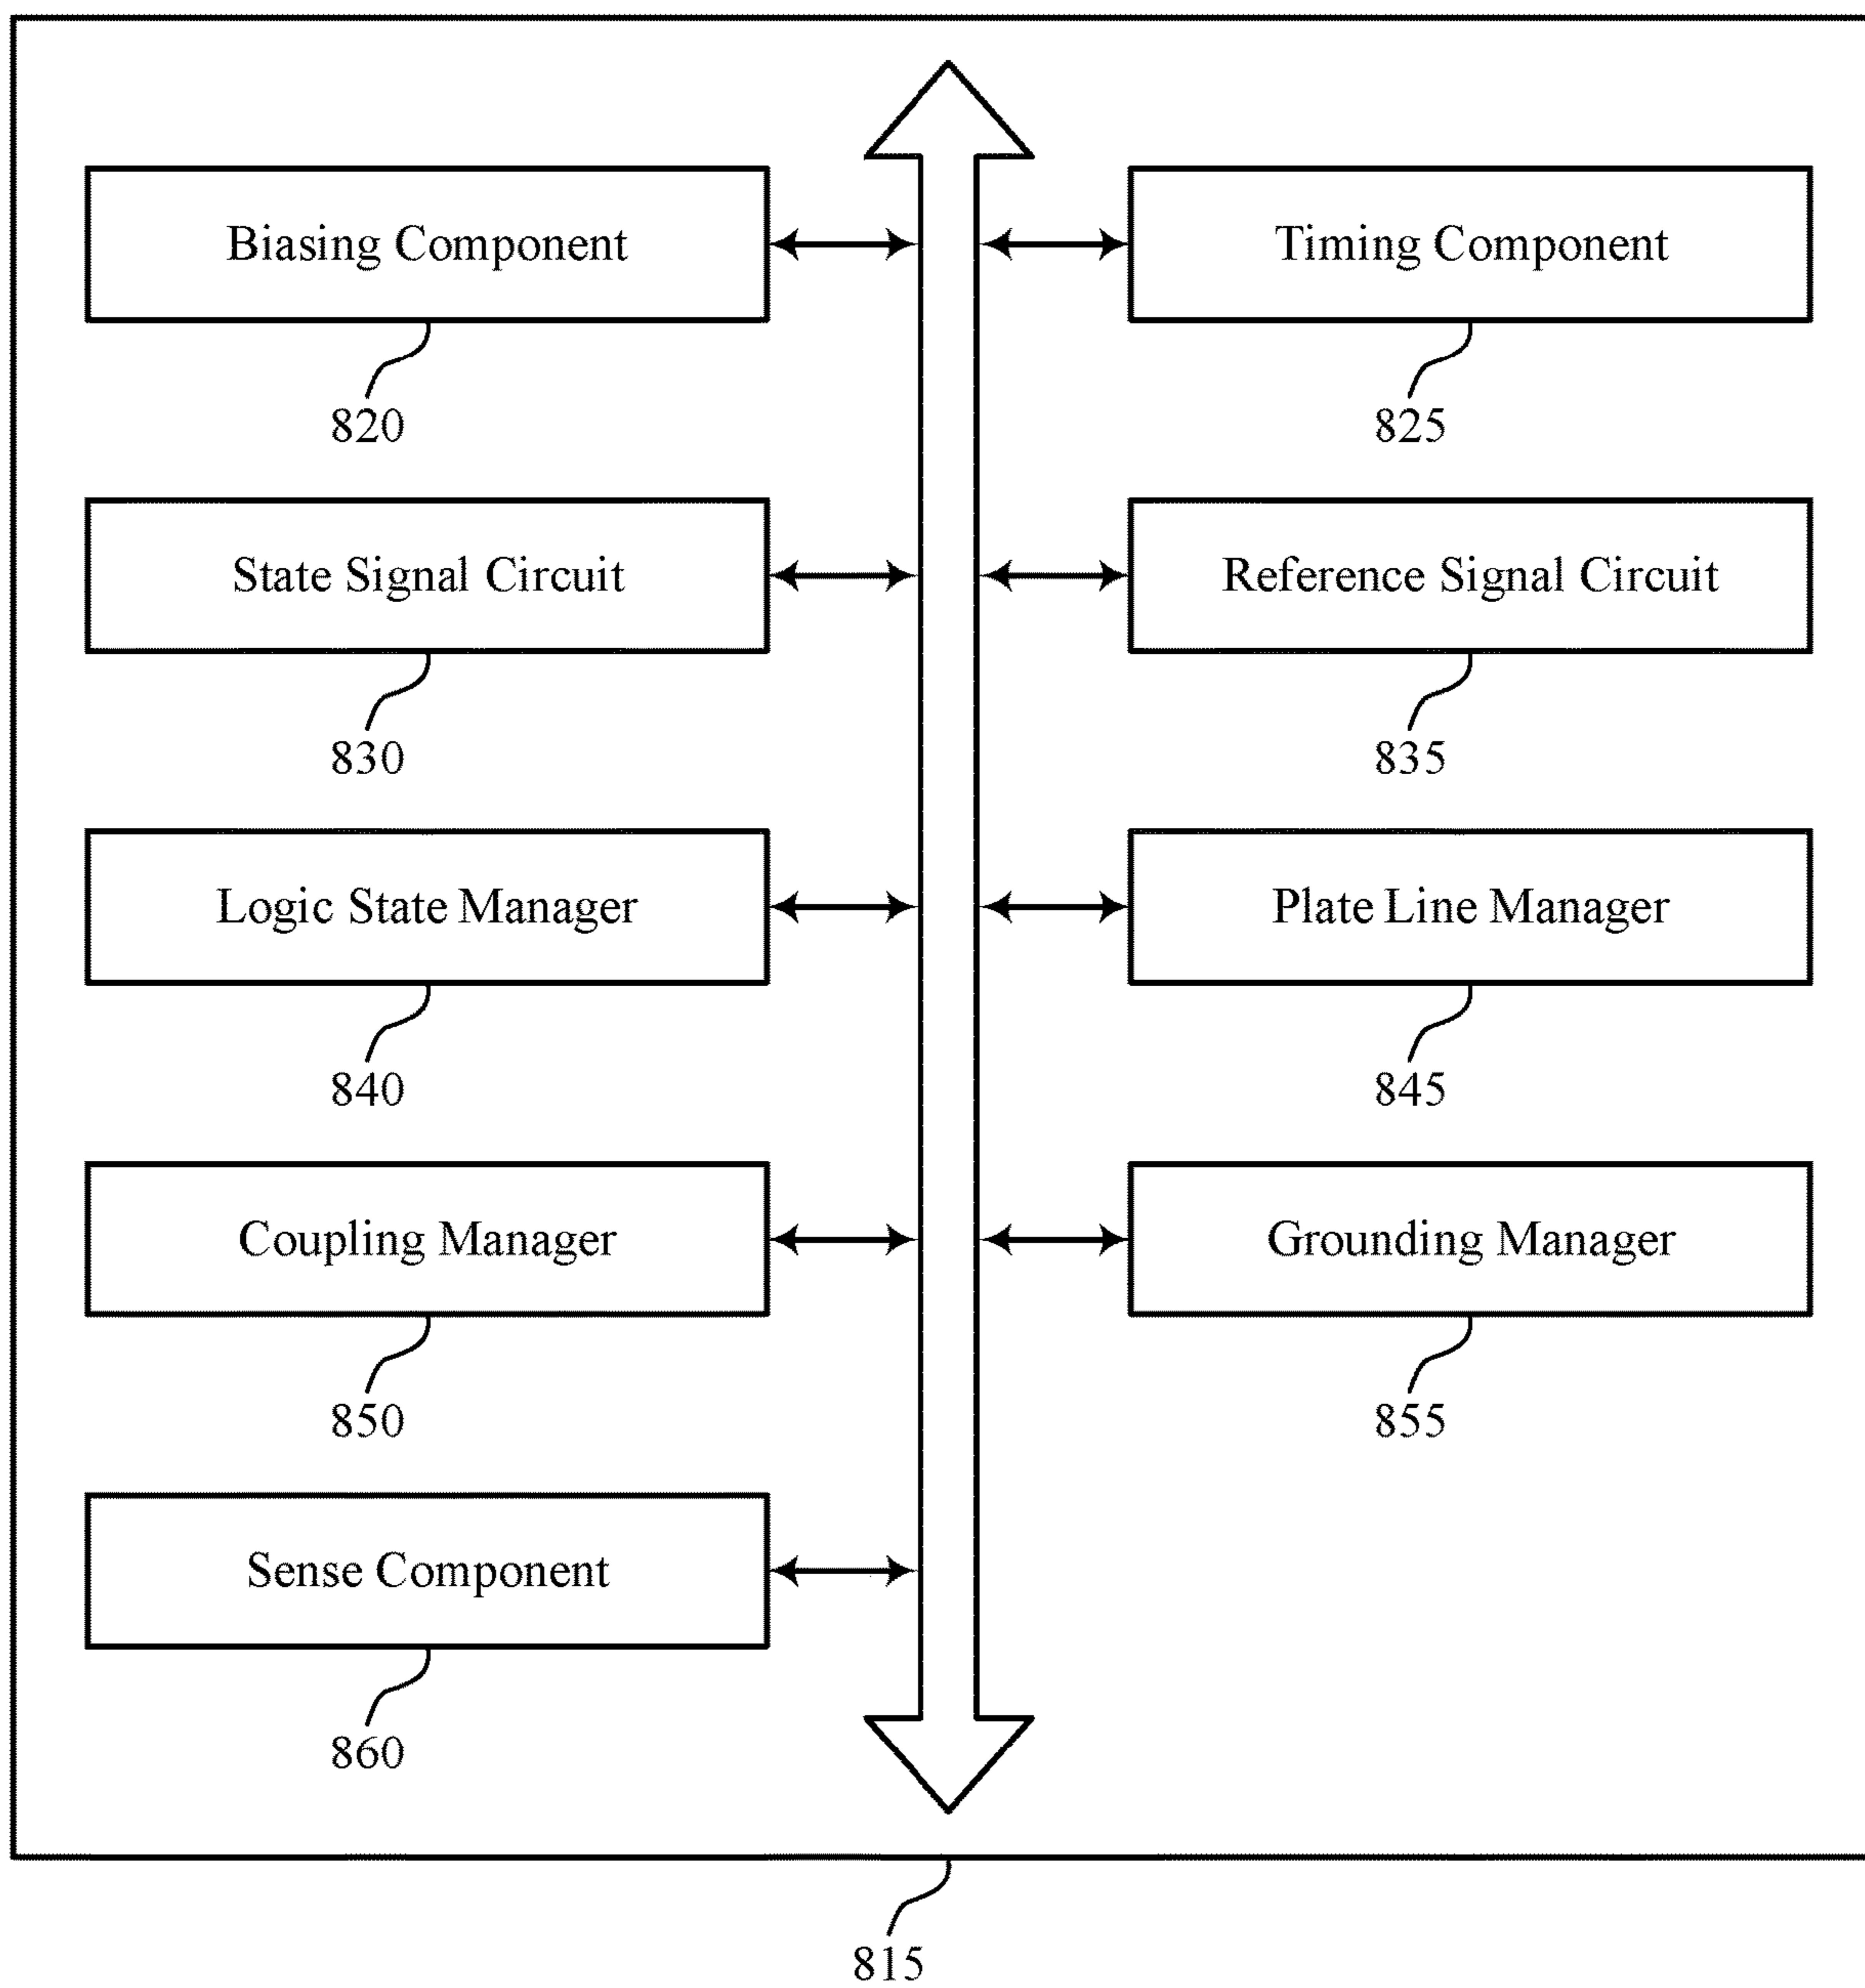 Biasing Component
Timing Component
820
825
State Signal Circuit
Reference Signal Circuit
830
835
Logic State Manager
Plate Line Manager
840
845
Coupling Manager
Grounding Manager
850
855
Sense Component
860
815